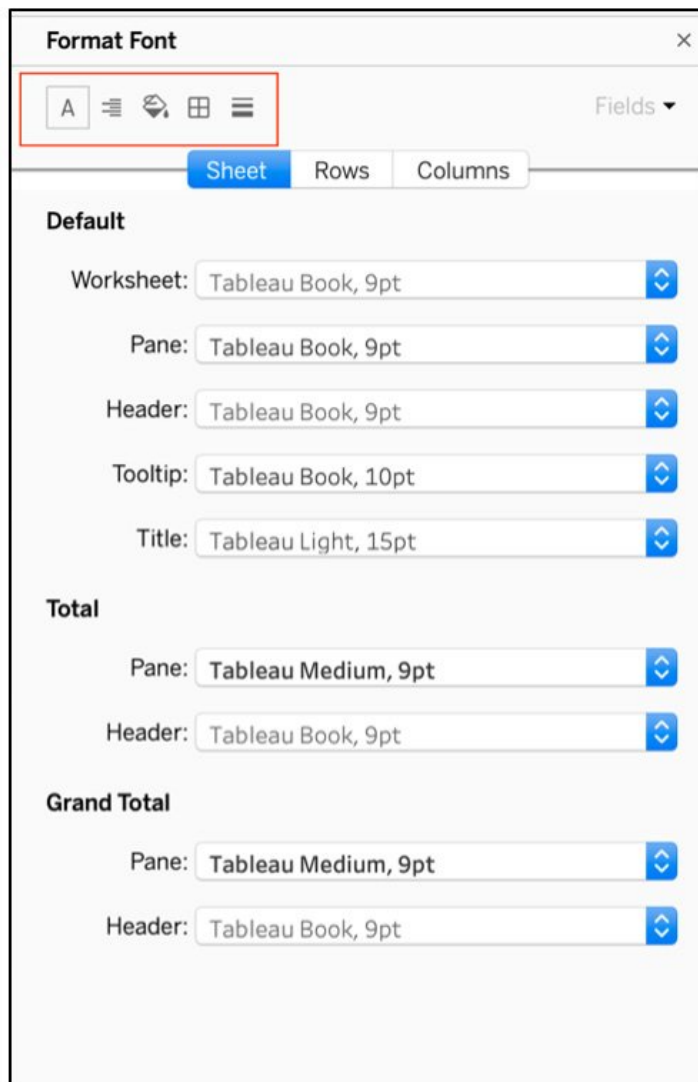 Format Font ×
A Fields
Sheet Rows Columns
Default
Worksheet: Tableau Book, 9pt
Pane: Tableau Book, 9pt
Header: Tableau Book, 9pt
Tooltip: Tableau Book, 10pt
Title: Tableau Light, 15pt
Total
Pane: Tableau Medium, 9pt
Header: Tableau Book, 9pt
Grand Total
Pane: Tableau Medium, 9pt
Header: Tableau Book, 9pt